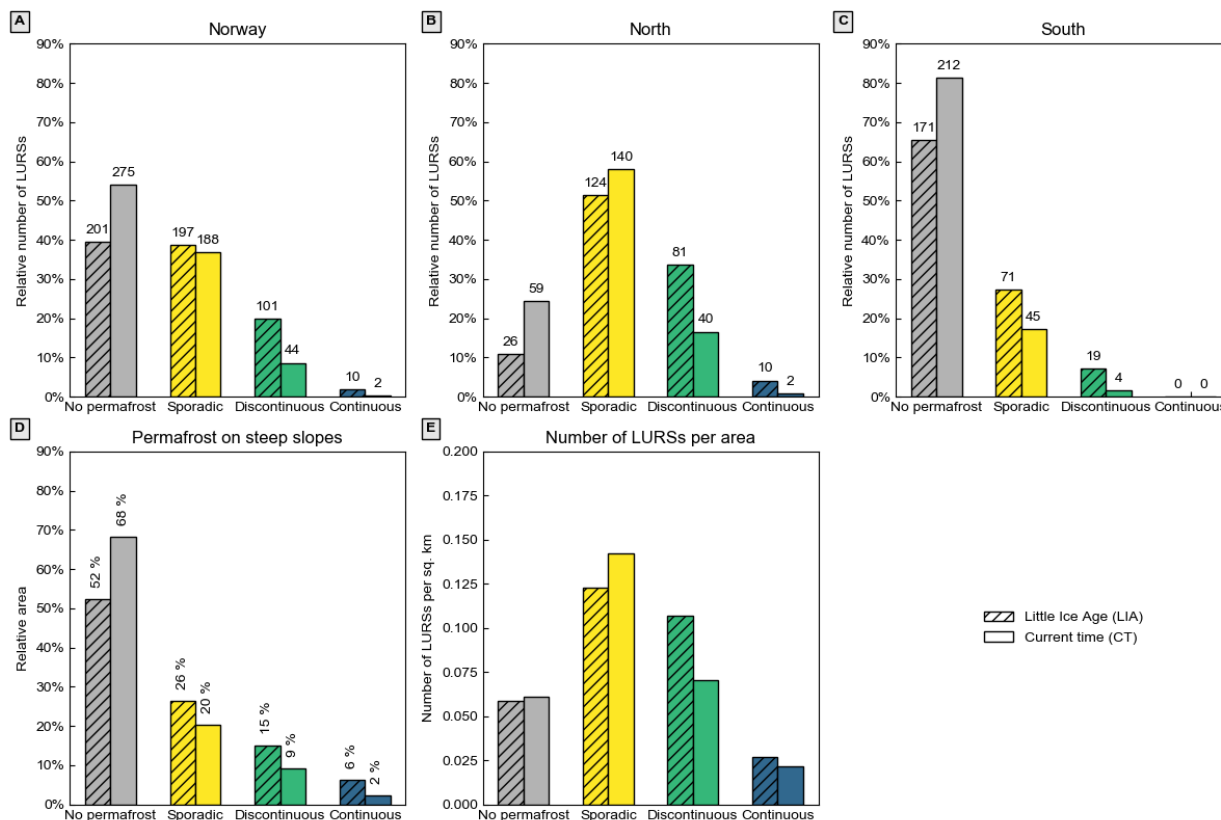 A
Norway
Relative number of LURSs
90%
80%
70%
60%
50%
40%
30%
20%
10%
0%
201
275
197
188
101
44
10
2
No permafrost
Sporadic
Discontinuous
Continuous
B
North
Relative number of LURSs
90%
80%
70%
60%
50%
40%
30%
20%
10%
0%
26
59
124
140
81
40
10
2
No permafrost
Sporadic
Discontinuous
Continuous
C
South
Relative number of LURSs
90%
80%
70%
60%
50%
40%
30%
20%
10%
0%
171
212
71
45
19
4
0
0
No permafrost
Sporadic
Discontinuous
Continuous
D
Permafrost on steep slopes
Relative area
90%
80%
70%
60%
50%
40%
30%
20%
10%
0%
52 %
68 %
26 %
20 %
15 %
9 %
6 %
2 %
No permafrost
Sporadic
Discontinuous
Continuous
E
Number of LURSs per area
Number of LURSs per sq. km
0.200
0.175
0.150
0.125
0.100
0.075
0.050
0.025
0.000
No permafrost
Sporadic
Discontinuous
Continuous
Little Ice Age (LIA)
Current time (CT)